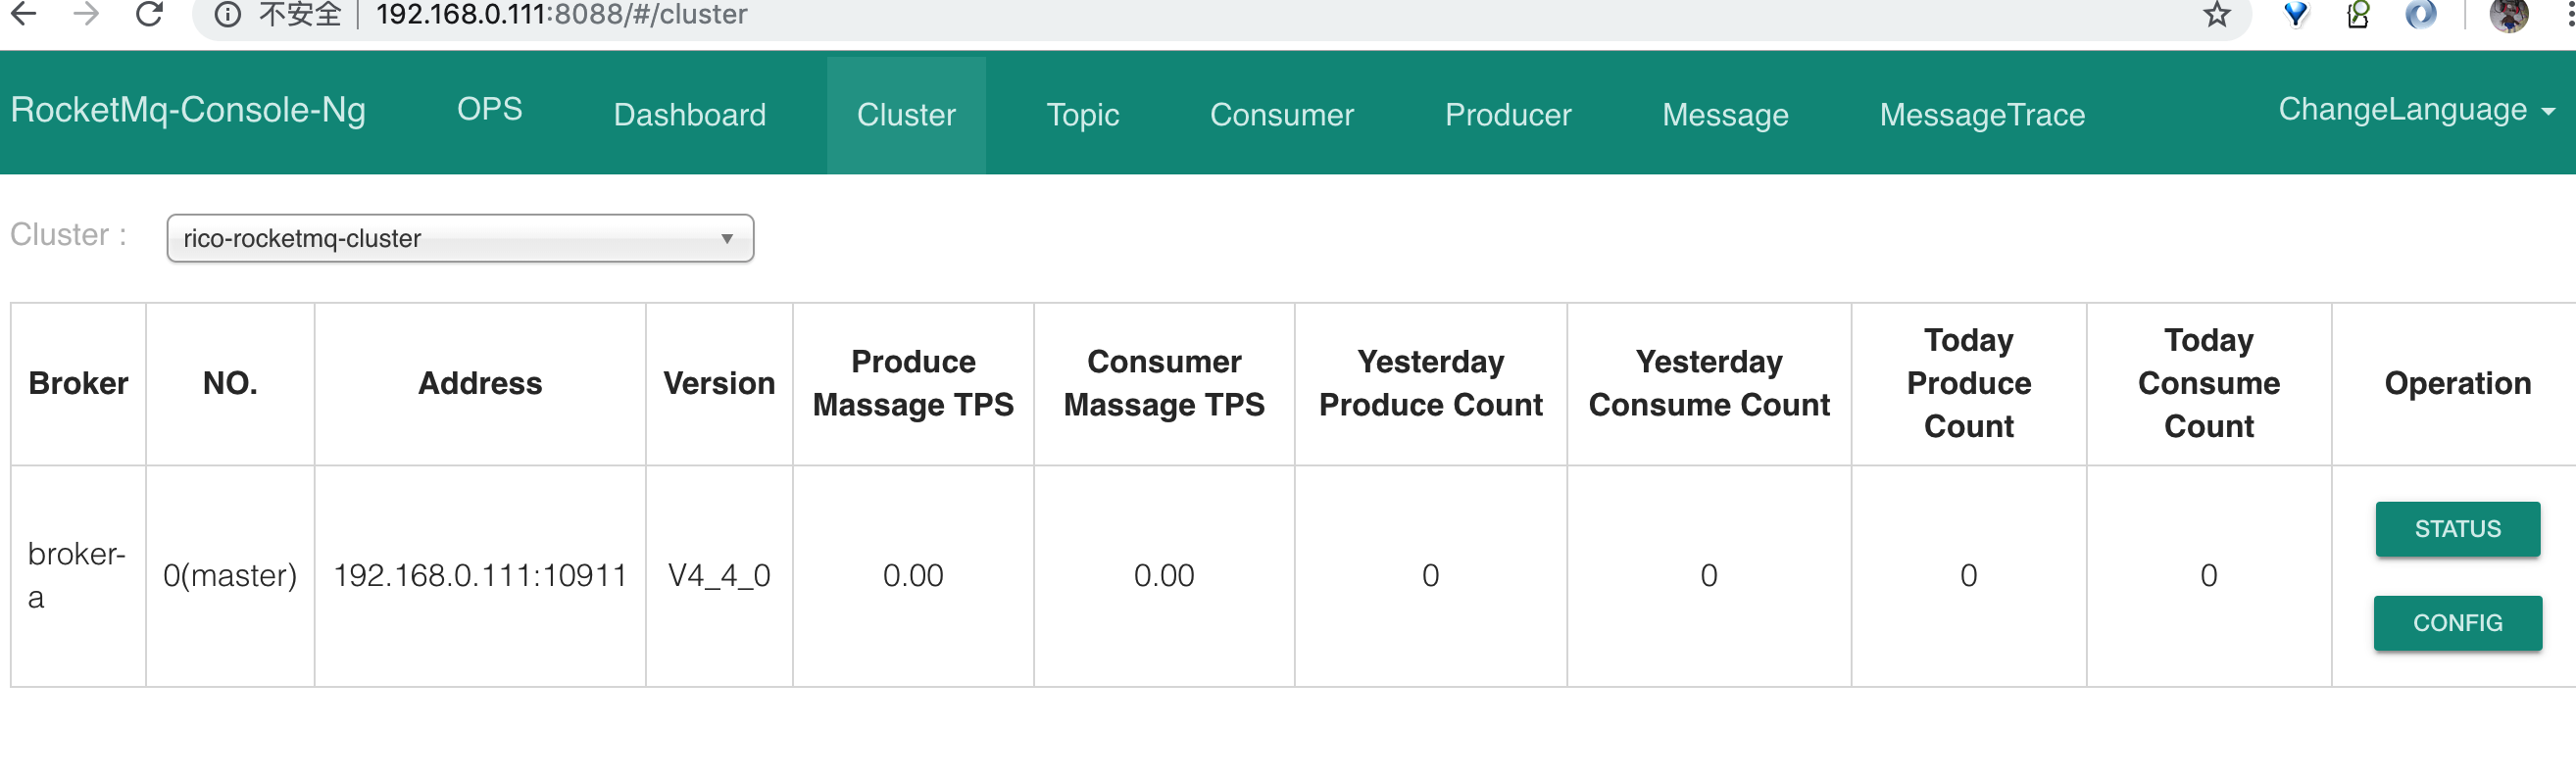 不安全 192.168.0.111:8088/#/cluster
RocketMq-Console-Ng OPS Dashboard Cluster Topic Consumer Producer Message MessageTrace ChangeLanguage
Cluster : rico-rocketmq-cluster
Broker NO. Address Version Produce Massage TPS Consumer Massage TPS Yesterday Produce Count Yesterday Consume Count Today Produce Count Today Consume Count Operation
broker-a 0(master) 192.168.0.111:10911 V4_4_0 0.00 0.00 0 0 0 0 STATUS
CONFIG